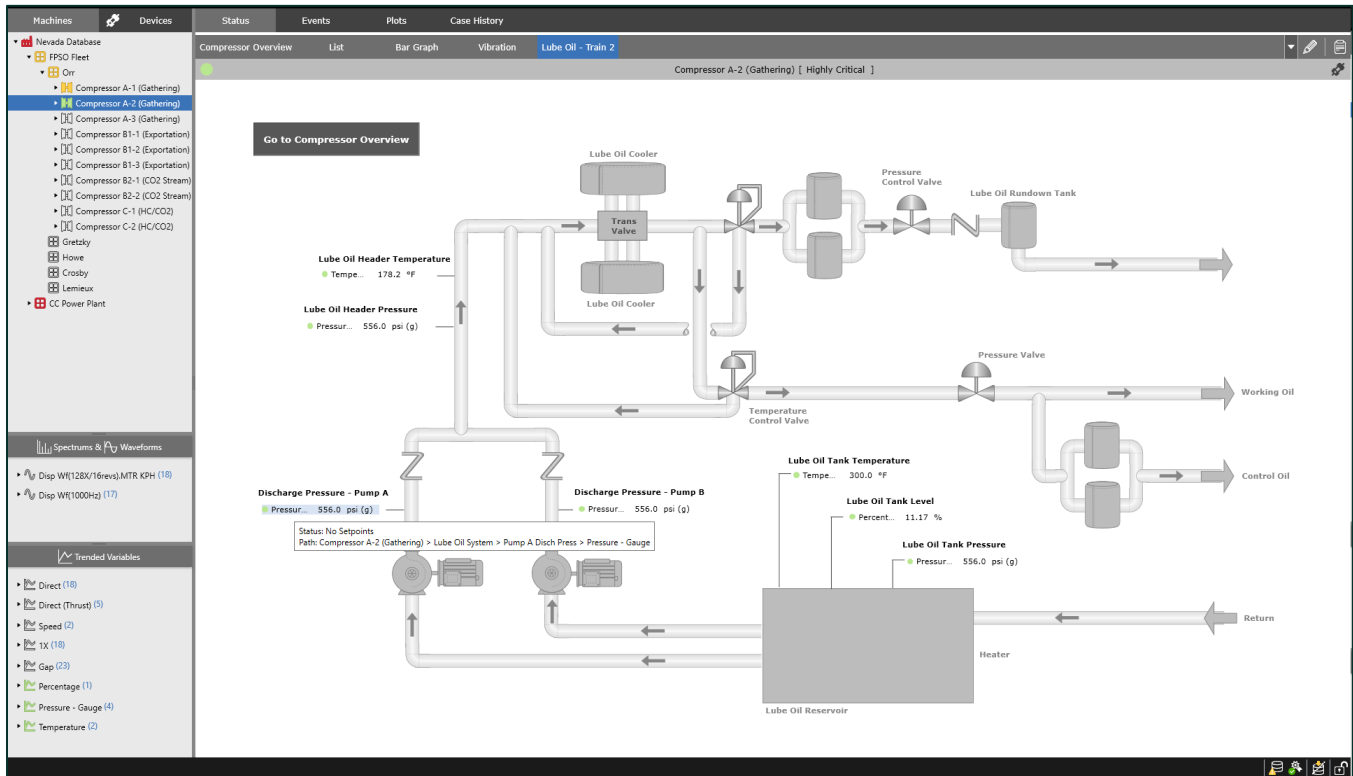 Machines
Devices
Status
Events
Plots
Case History
Compressor Overview
List
Bar Graph
Vibration
Lube Oil - Train 2
Compressor A-2 (Gathering) [ Highly Critical ]
Nevada Database
FPSO Fleet
Orr
Compressor A-1 (Gathering)
Compressor A-2 (Gathering)
Compressor A-3 (Gathering)
Compressor B1-1 (Exportation)
Compressor B1-2 (Exportation)
Compressor B1-3 (Exportation)
Compressor B2-1 (CO2 Stream)
Compressor B2-2 (CO2 Stream)
Compressor C-1 (HC/CO2)
Compressor C-2 (HC/CO2)
Gretzky
Howe
Crosby
Lemieux
CC Power Plant
Spectrums & Waveforms
Disp Wf(128X/16revs).MTR KPH (18)
Disp Wf(1000Hz) (17)
Trended Variables
Direct (18)
Direct (Thrust) (5)
Speed (2)
1X (18)
Gap (23)
Percentage (1)
Pressure - Gauge (4)
Temperature (2)
Go to Compressor Overview
Lube Oil Cooler
Trans
Valve
Lube Oil Cooler
Pressure
Control Valve
Lube Oil Rundown Tank
Lube Oil Header Temperature
Tempe... 178.2 °F
Lube Oil Header Pressure
Pressur... 556.0 psi (g)
Pressure Valve
Temperature
Control Valve
Working Oil
Control Oil
Discharge Pressure - Pump A
Pressur... 556.0 psi (g)
Discharge Pressure - Pump B
Pressur... 556.0 psi (g)
Status: No Setpoints
Path: Compressor A-2 (Gathering) > Lube Oil System > Pump A Disch Press > Pressure - Gauge
Lube Oil Tank Temperature
Tempe... 300.0 °F
Lube Oil Tank Level
Percent... 11.17 %
Lube Oil Tank Pressure
Pressur... 556.0 psi (g)
Return
Heater
Lube Oil Reservoir